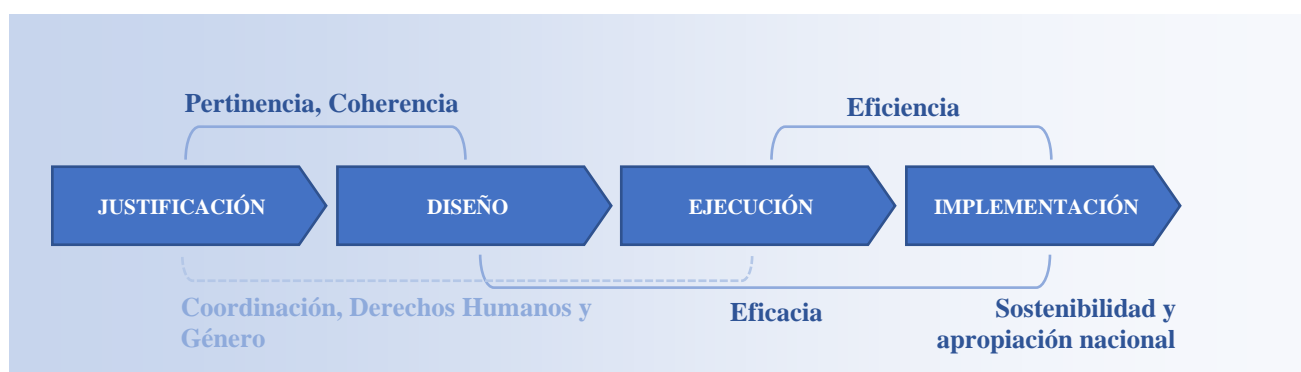 Pertinencia, Coherencia
Eficiencia
JUSTIFICACIÓN
DISEÑO
EJECUCIÓN
IMPLEMENTACIÓN
Coordinación, Derechos Humanos y
Género
Eficacia
Sostenibilidad y
apropiación nacional